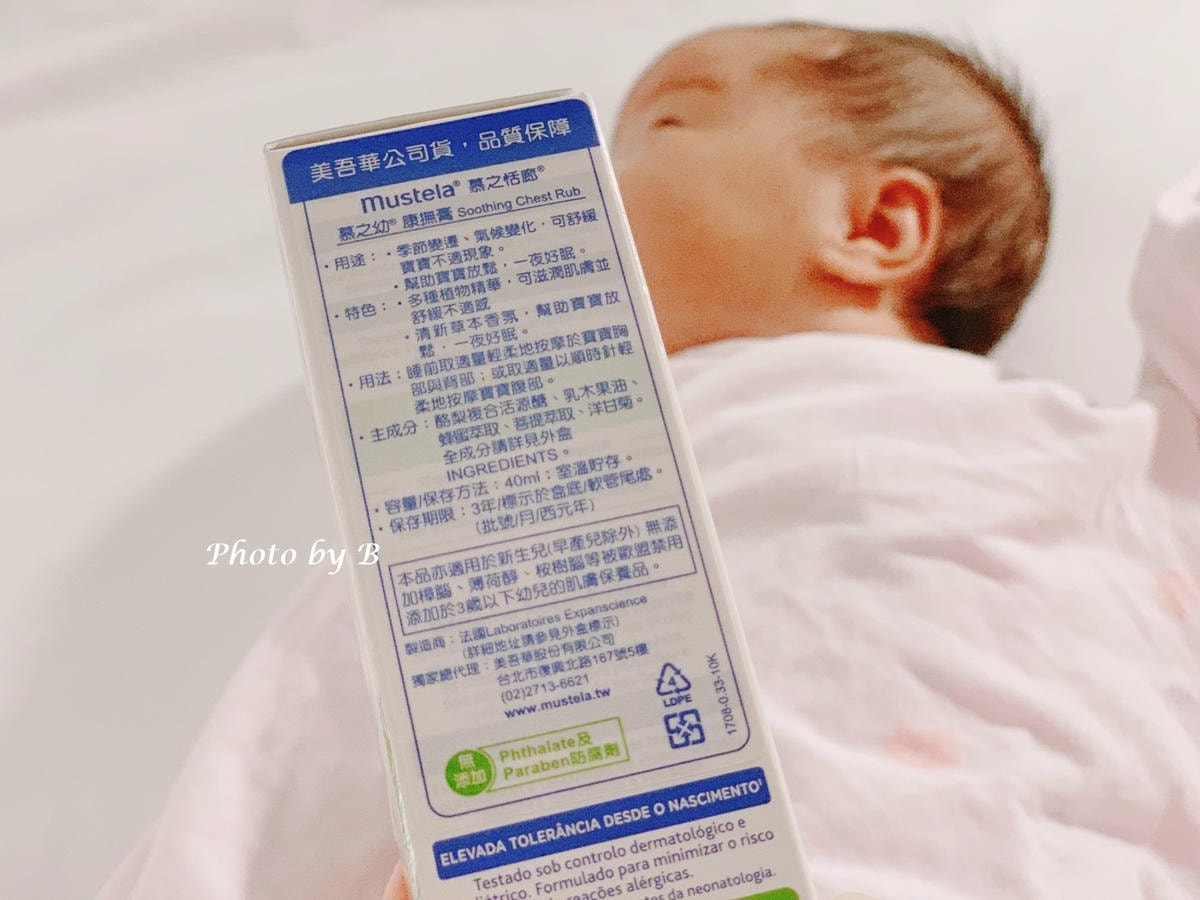 美吾華公司貨，品質保障
mustela® 慕之恬廊®
慕之幼® 康撫膏 Soothing Chest Rub
・用途：・季節變遷、氣候變化，可舒緩
寶寶不適現象。
・幫助寶寶放鬆，一夜好眠。
・特色：・多種植物精華，可滋潤肌膚並
舒緩不適感
・清新草本香氛，幫助寶寶放
鬆，一夜好眠。
・用法：睡前取適量輕柔地按摩於寶寶胸
部與背部；或取適量以順時針輕
柔地按摩寶寶腹部。
・主成分：酪梨複合活源醣、乳木果油、
蜂蜜萃取、菩提萃取、洋甘菊。
全成分請詳見外盒
INGREDIENTS。
・容量/保存方法：40ml；室溫貯存。
・保存期限：3年/標示於盒底/軟管尾處。
（批號/月/西元年）
本品亦適用於新生兒(早產兒除外) 無添
加樟腦、薄荷醇、桉樹腦等被歐盟禁用
添加於3歲以下幼兒的肌膚保養品。
製造商：法國Laboratoires Expanscience
（詳細地址請參見外盒標示）
獨家總代理：美吾華股份有限公司
台北市復興北路167號5樓
(02)2713-6621
www.mustela.tw
4
LDPE
1708-0.33-10K
無
添加
Phthalate及
Paraben防腐劑
ELEVADA TOLERÂNCIA DESDE O NASCIMENTO¹
Testado sob controlo dermatológico e
Formulado para minimizar o risco
reações alérgicas.
da neonatologia.
Photo by B